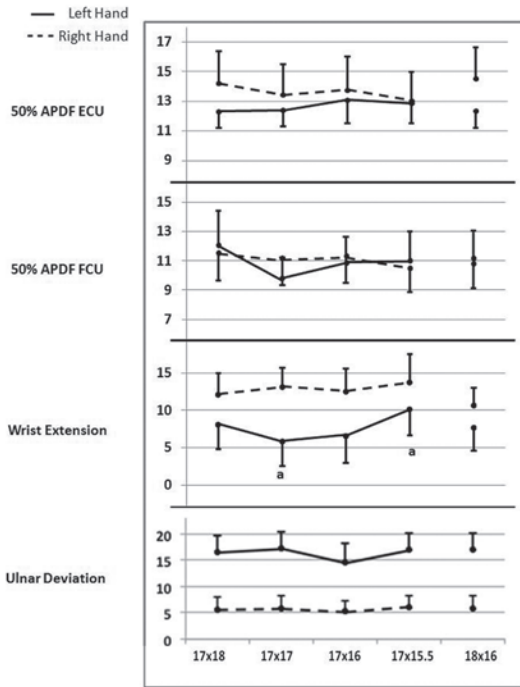 Left Hand
Right Hand
50% APDF ECU
17
15
13
11
9
50% APDF FCU
15
13
11
9
7
Wrist Extension
15
10
5
0
a
a
Ulnar Deviation
20
15
10
5
0
17x18 17x17 17x16 17x15.5 18x16